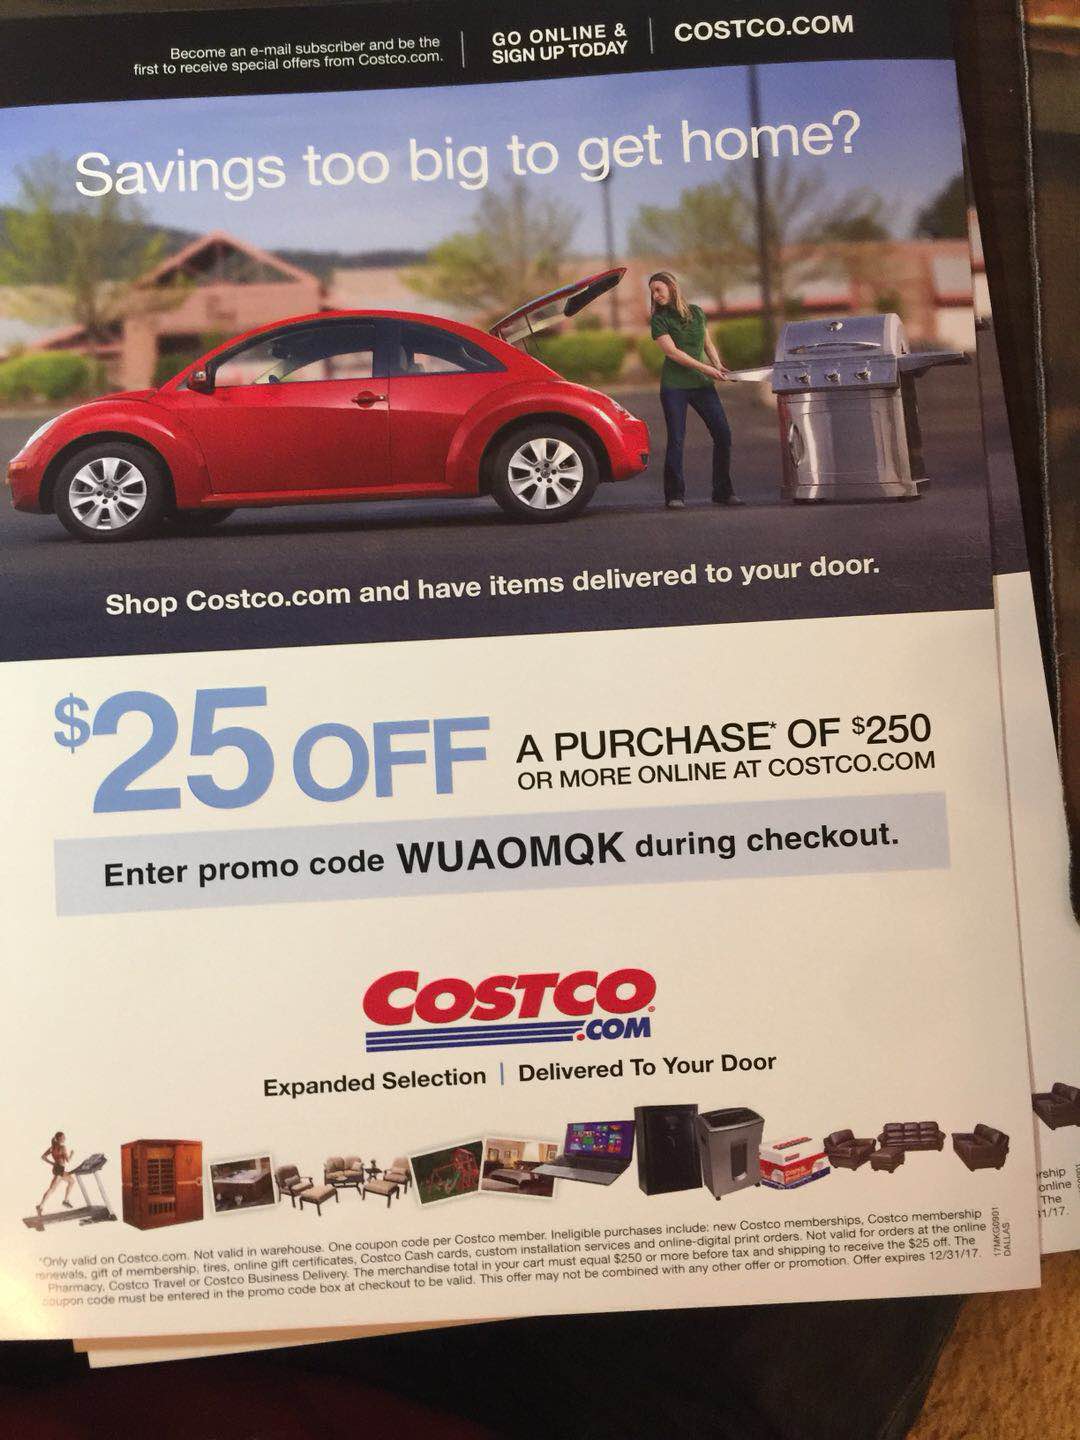 Become an e-mail subscriber and be the
first to receive special offers from Costco.com.
GO ONLINE &
SIGN UP TODAY
COSTCO.COM
Savings too big to get home?
Shop Costco.com and have items delivered to your door.
$25 OFF
A PURCHASE* OF $250
OR MORE ONLINE AT COSTCO.COM
Enter promo code WUAOMQK during checkout.
COSTCO
.COM
Expanded Selection | Delivered To Your Door
*Only valid on Costco.com. Not valid in warehouse. One coupon code per Costco member. Ineligible purchases include: new Costco memberships, Costco membership
renewals, gift of membership, tires, online gift certificates, Costco Cash cards, custom installation services and online-digital print orders. Not valid for orders at the online
Pharmacy, Costco Travel or Costco Business Delivery. The merchandise total in your cart must equal $250 or more before tax and shipping to receive the $25 off. The
coupon code must be entered in the promo code box at checkout to be valid. This offer may not be combined with any other offer or promotion. Offer expires 12/31/17.
17MKG0901
DALLAS
rship
online
The
1/17.